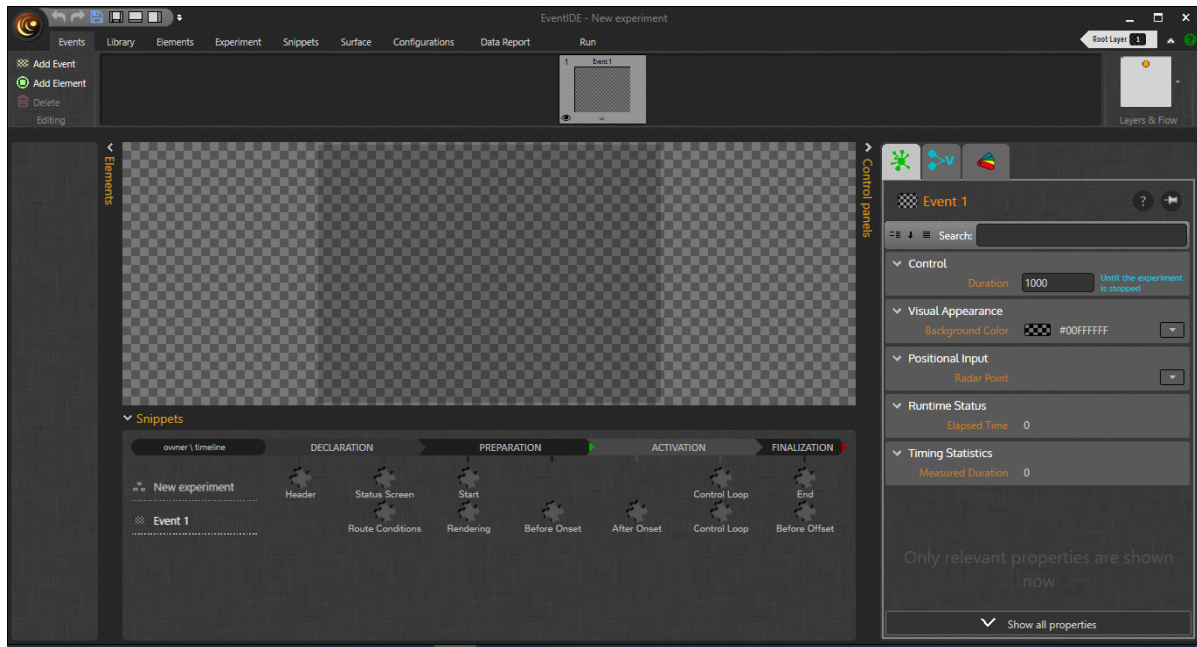 EventIDE - New experiment
Events Library Elements Experiment Snippets Surface Configurations Data Report Run
Root Layer 1
Add Event
Add Element
Delete
Editing
1 Event 1
∞
Layers & Flow
Elements
Control panels
V
Event 1
?
Search:
Control
Duration 1000 Until the experiment
is stopped
Visual Appearance
Background Color #00FFFFFF
Positional Input
Radar Point
Runtime Status
Elapsed Time 0
Timing Statistics
Measured Duration 0
Only relevant properties are shown
now
Show all properties
Snippets
owner \ timeline DECLARATION PREPARATION ACTIVATION FINALIZATION
New experiment Header Status Screen Start Control Loop End
Event 1 Route Conditions Rendering Before Onset After Onset Control Loop Before Offset